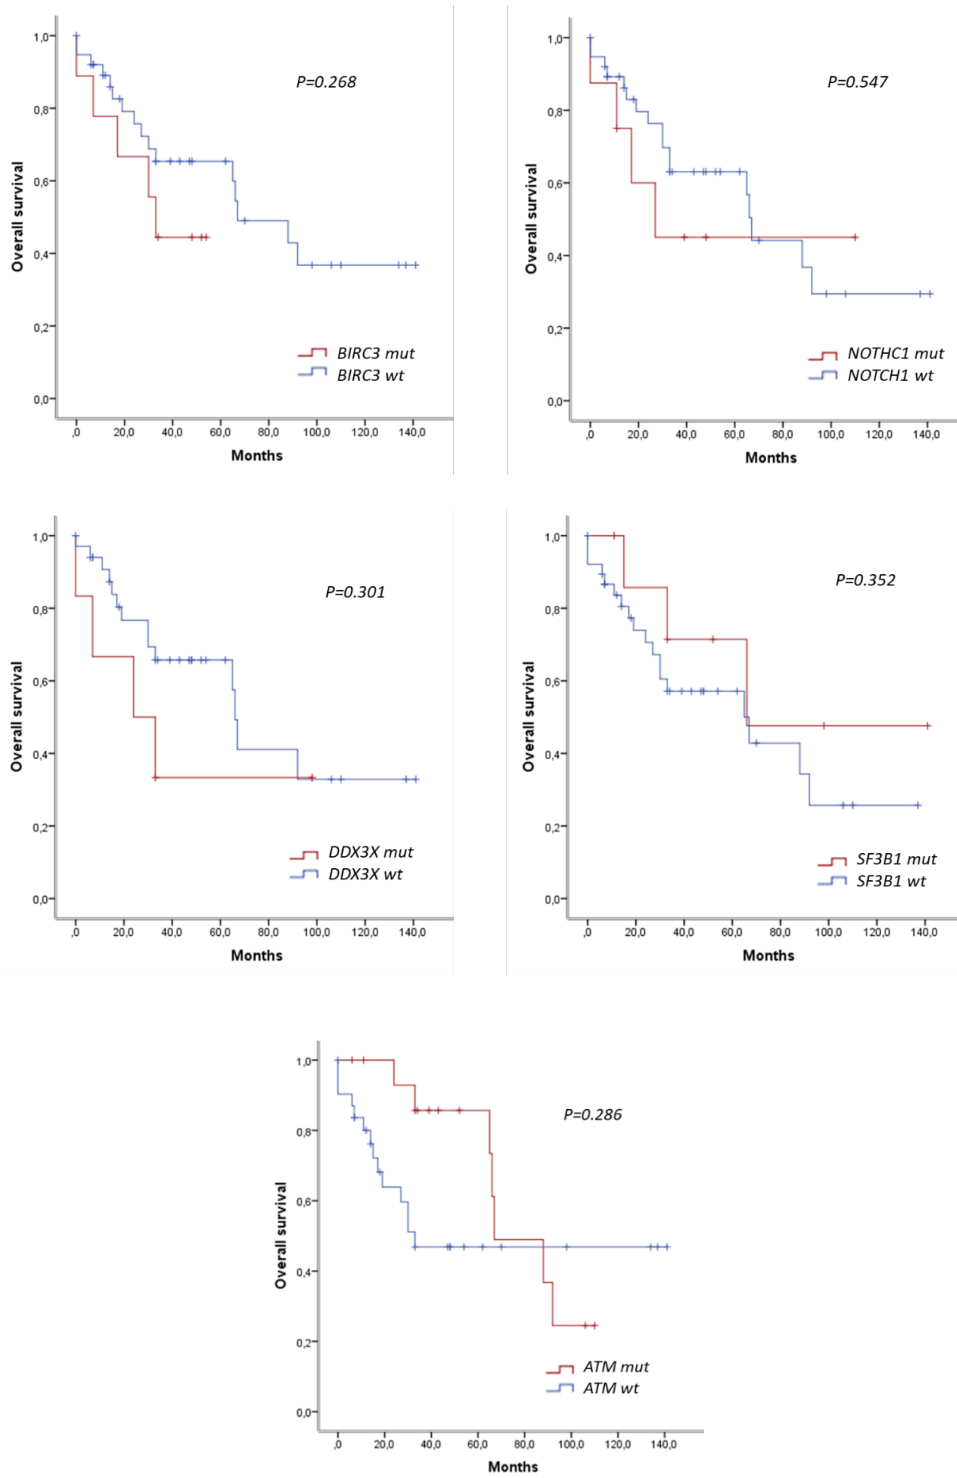 P=0.268
Overall survival
1,0
0,8
0,6
0,4
0,2
0,0
,0 20,0 40,0 60,0 80,0 100,0 120,0 140,0
Months
BIRC3 mut
BIRC3 wt
P=0.547
Overall survival
1,0
0,8
0,6
0,4
0,2
0,0
,0 20,0 40,0 60,0 80,0 100,0 120,0 140,0
Months
NOTHC1 mut
NOTCH1 wt
P=0.301
Overall survival
1,0
0,8
0,6
0,4
0,2
0,0
,0 20,0 40,0 60,0 80,0 100,0 120,0 140,0
Months
DDX3X mut
DDX3X wt
P=0.352
Overall survival
1,0
0,8
0,6
0,4
0,2
0,0
,0 20,0 40,0 60,0 80,0 100,0 120,0 140,0
Months
SF3B1 mut
SF3B1 wt
P=0.286
Overall survival
1,0
0,8
0,6
0,4
0,2
0,0
,0 20,0 40,0 60,0 80,0 100,0 120,0 140,0
Months
ATM mut
ATM wt